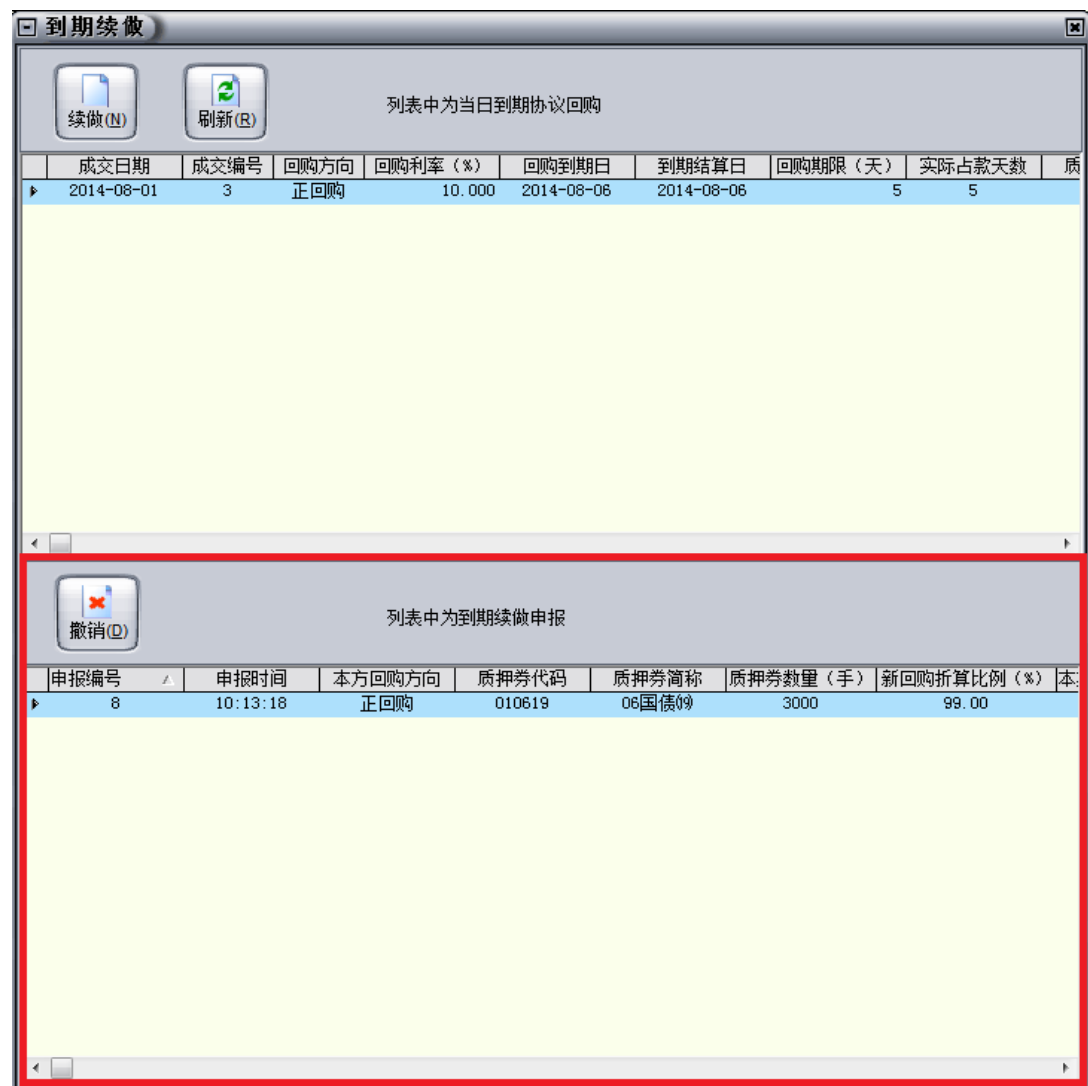 到期续做
续做(N) 刷新(R) 列表中为当日到期协议回购
成交日期 成交编号 回购方向 回购利率（%） 回购到期日 到期结算日 回购期限（天） 实际占款天数 质
2014-08-01 3 正回购 10.000 2014-08-06 2014-08-06 5 5
撤销(D) 列表中为到期续做申报
申报编号 申报时间 本方回购方向 质押券代码 质押券简称 质押券数量（手） 新回购折算比例（%） 本
8 10:13:18 正回购 010619 06国债⒆ 3000 99.00